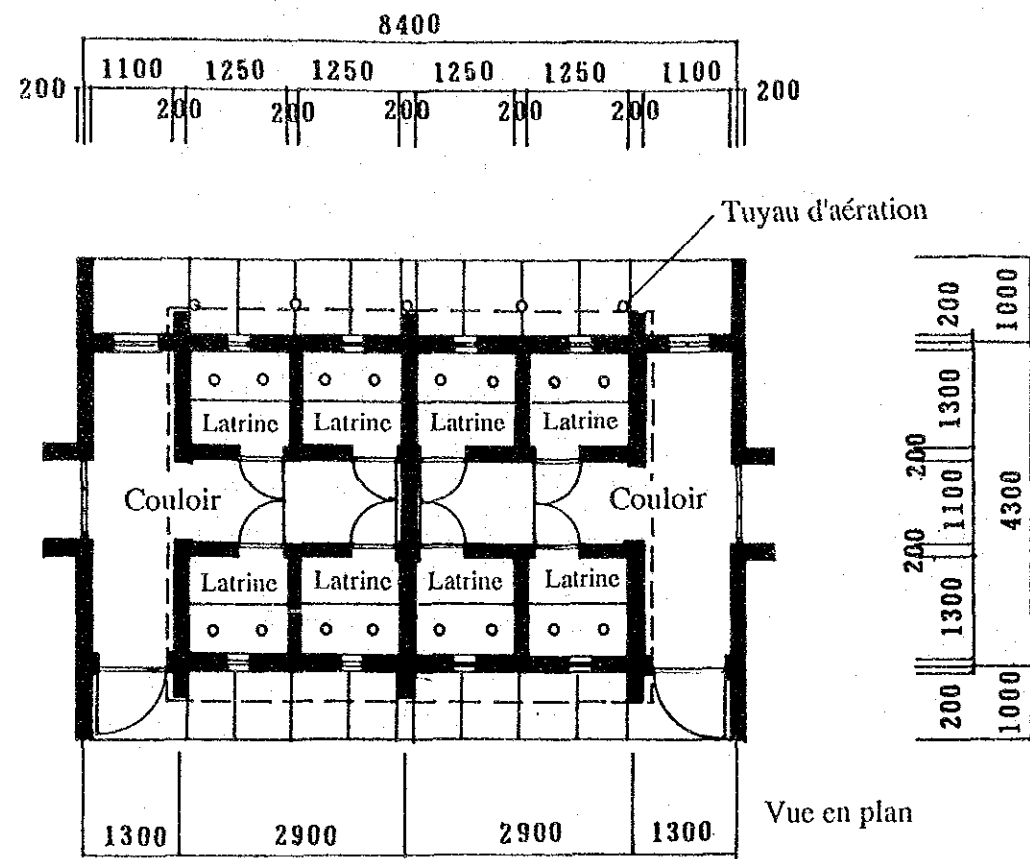 8400
1100 1250 1250 1250 1250 1100
200 200
200 200 200 200 200
Tuyau d'aération
Latrine Latrine Latrine Latrine
Couloir Couloir
Latrine Latrine Latrine Latrine
200 1000
1300
200
1100 4300
200
1300
200 1000
1300 2900 2900 1300
Vue en plan